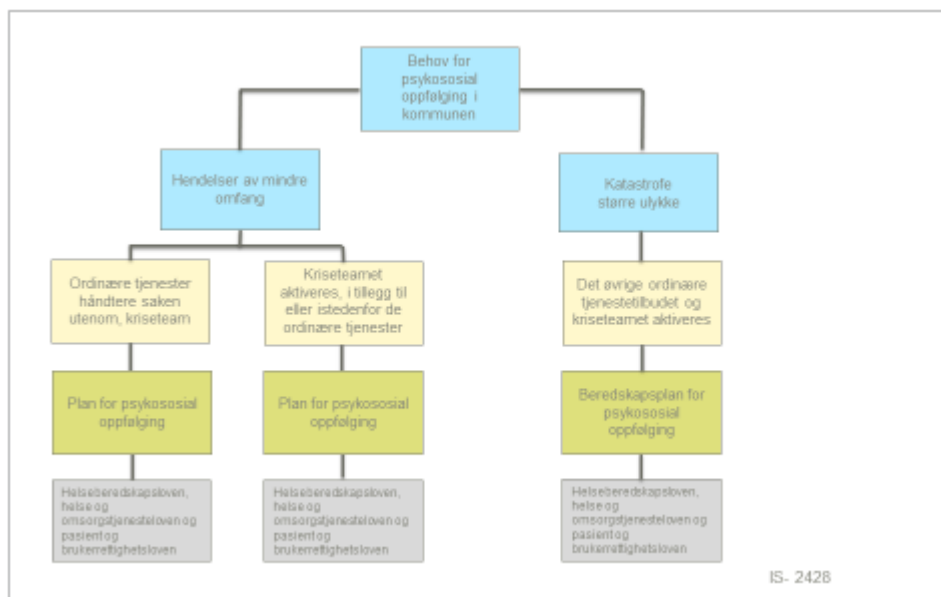 Behov for
psykososial
oppfølging i
kommunen
Hendelser av mindre
omfang
Katastrofe
større ulykke
Ordinære tjenester
håndtere saken
utenom, kriseteam
Kriseteamet
aktiveres, i tillegg til
eller istedenfor de
ordinære tjenester
Det øvrige ordinære
tjenestetilbudet og
kriseteamet aktiveres
Plan for psykososial
oppfølging
Plan for psykososial
oppfølging
Beredskapsplan for
psykososial
oppfølging
Helseberedskapsloven,
helse og
omsorgstjenesteloven og
pasient og
brukerrettighetsloven
Helseberedskapsloven,
helse og
omsorgstjenesteloven og
pasient og
brukerrettighetsloven
Helseberedskapsloven,
helse og
omsorgstjenesteloven og
pasient og
brukerrettighetsloven
IS- 2428